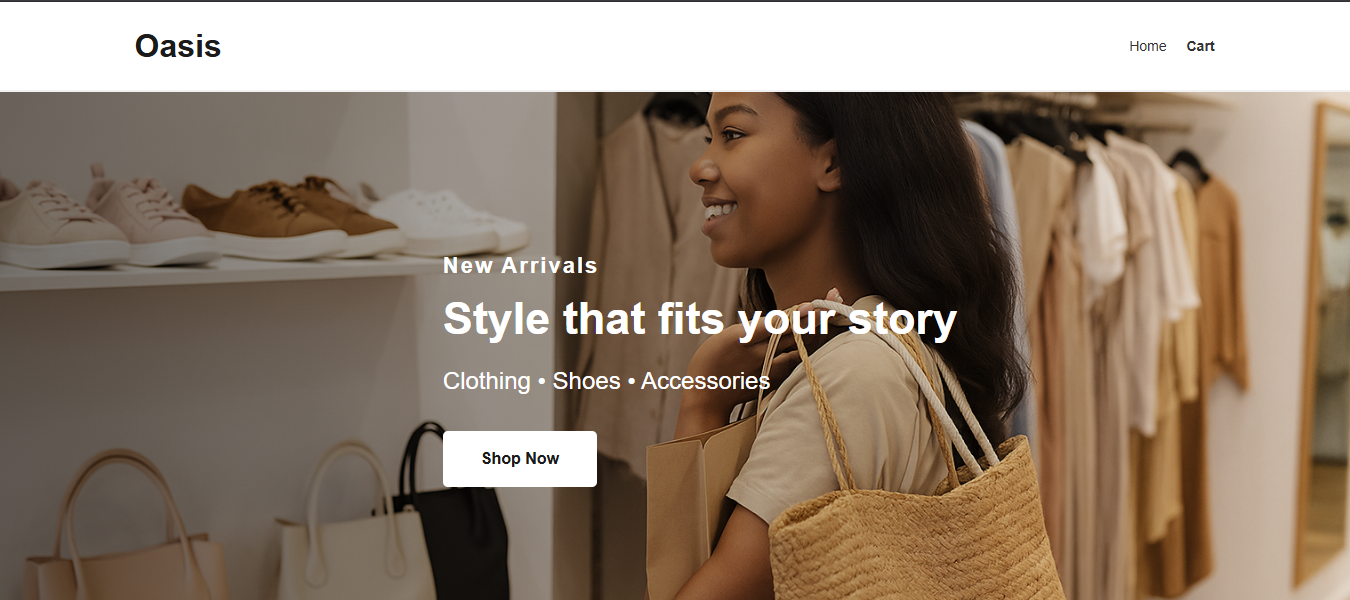 Oasis
Home Cart
New Arrivals
Style that fits your story
Clothing • Shoes • Accessories
Shop Now